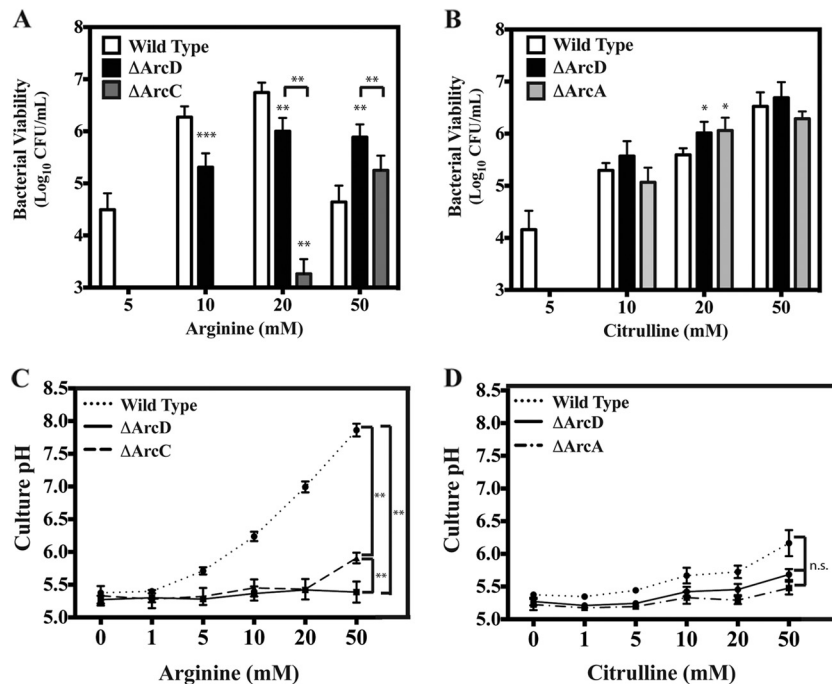 A
Bacterial Viability
(Log10 CFU/mL)
8
7
6
5
4
3
Wild Type
ΔArcD
ΔArcC
***
**
**
**
**
**
5
10
20
50
Arginine (mM)
B
Bacterial Viability
(Log10 CFU/mL)
8
7
6
5
4
3
Wild Type
ΔArcD
ΔArcA
*
*
5
10
20
50
Citrulline (mM)
C
Culture pH
8.5
8.0
7.5
7.0
6.5
6.0
5.5
5.0
Wild Type
ΔArcD
ΔArcC
**
**
**
0
1
5
10
20
50
Arginine (mM)
D
Culture pH
8.5
8.0
7.5
7.0
6.5
6.0
5.5
5.0
Wild Type
ΔArcD
ΔArcA
n.s.
0
1
5
10
20
50
Citrulline (mM)